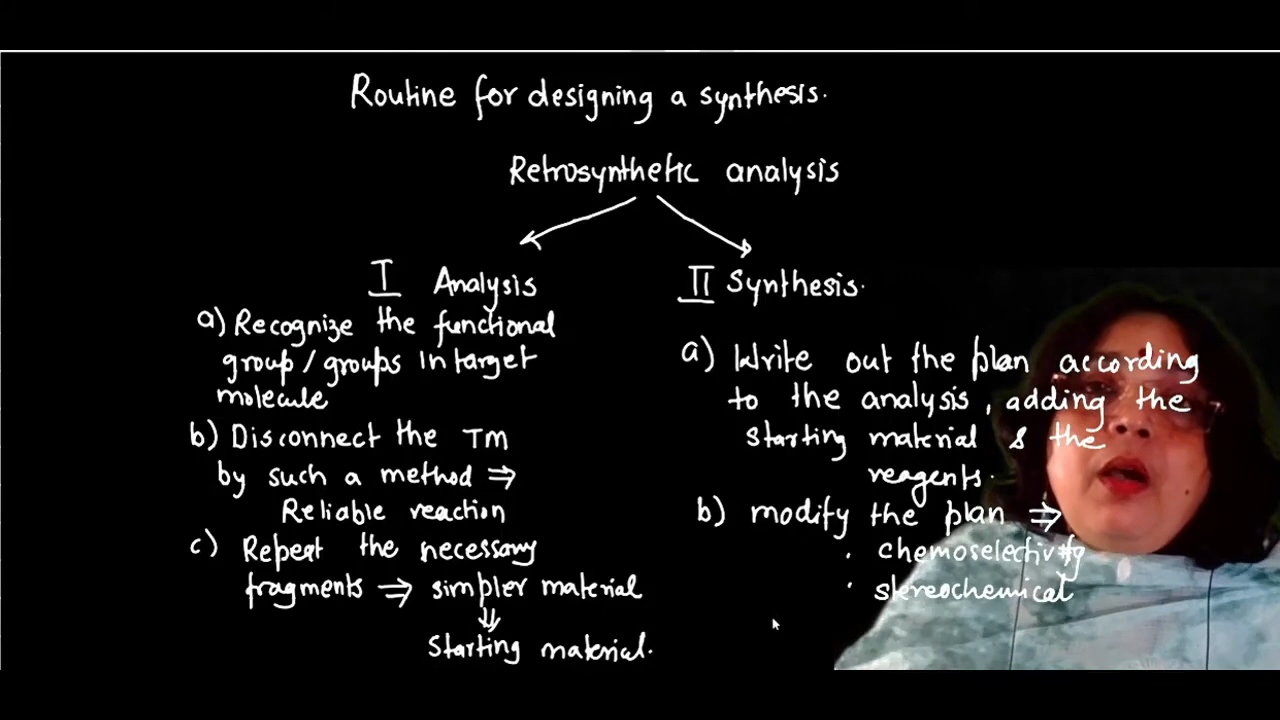 Routine for designing a synthesis.
Retrosynthetic analysis
I Analysis
a) Recognize the functional
group/groups in target
molecule
b) Disconnect the TM
by such a method ⇒
Reliable reaction
c) Repeat the necessary
fragments ⇒ simpler material
⇓
Starting material.
II Synthesis.
a) Write out the plan according
to the analysis, adding the
starting material & the
reagents.
b) modify the plan ⇒
. chemoselectivity
. stereochemical